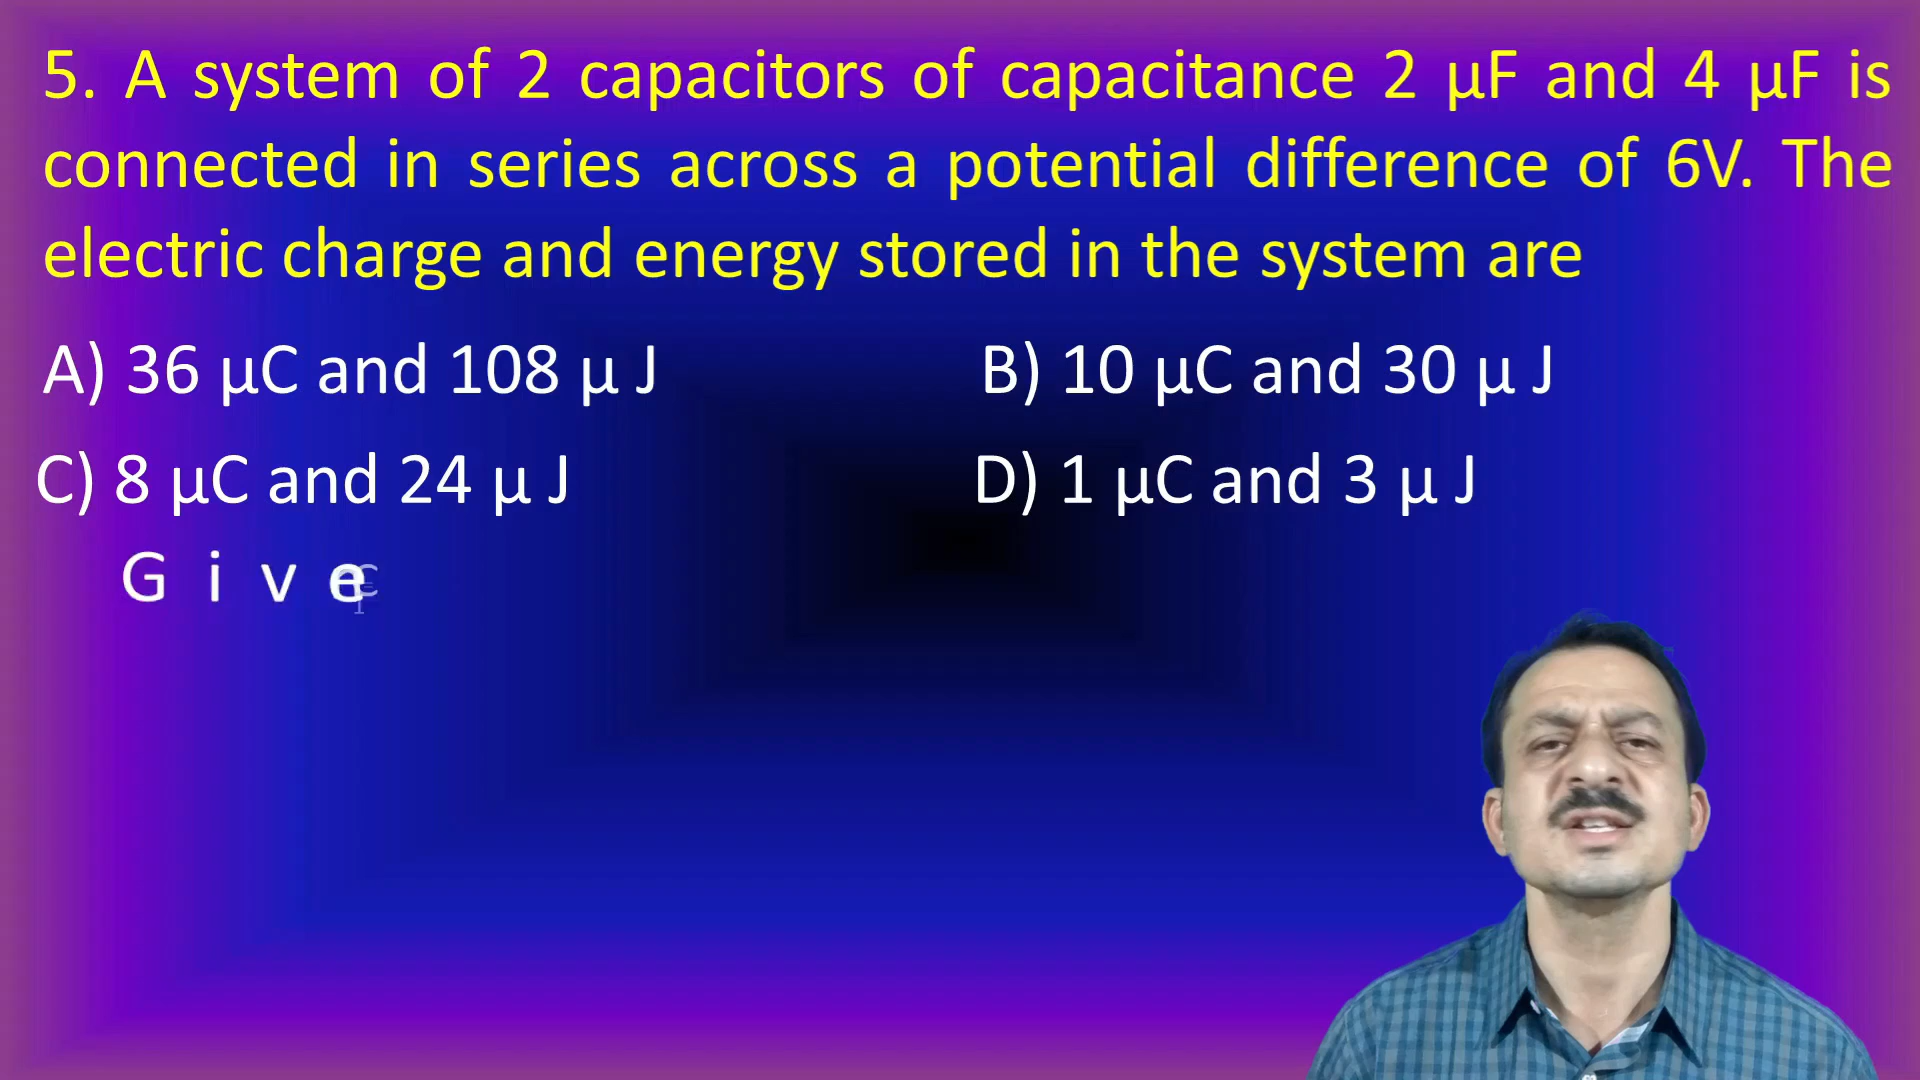 5. A system of 2 capacitors of capacitance 2 µF and 4 µF is
connected in series across a potential difference of 6V. The
electric charge and energy stored in the system are
A) 36 µC and 108 µ J B) 10 µC and 30 µ J
C) 8 µC and 24 µ J D) 1 µC and 3 µ J
G i v e